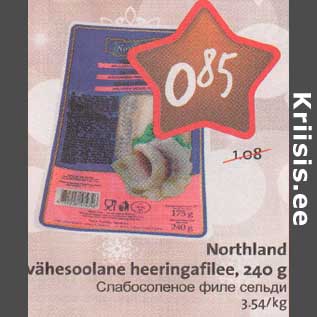 0.85
1.08
175 g
240 g
Northland
vähesoolane heeringafilee, 240 g
Слабосоленое филе сельди
3.54/kg
Kriisis.ee